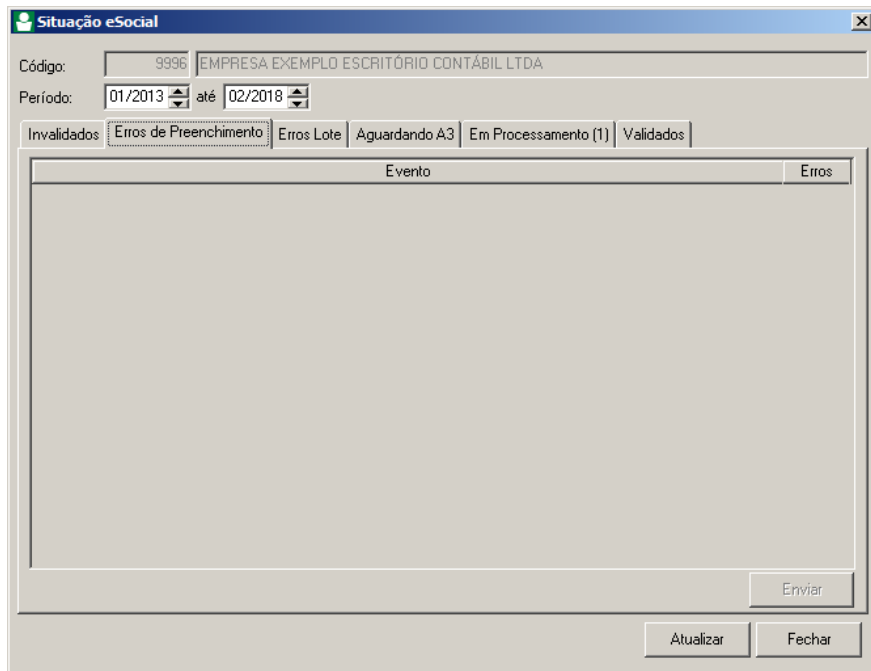 Situação eSocial
Código: 9996 EMPRESA EXEMPLO ESCRITÓRIO CONTÁBIL LTDA
Período: 01/2013 até 02/2018
Invalidados Erros de Preenchimento Erros Lote Aguardando A3 Em Processamento (1) Validados
Evento Erros
Enviar
Atualizar Fechar